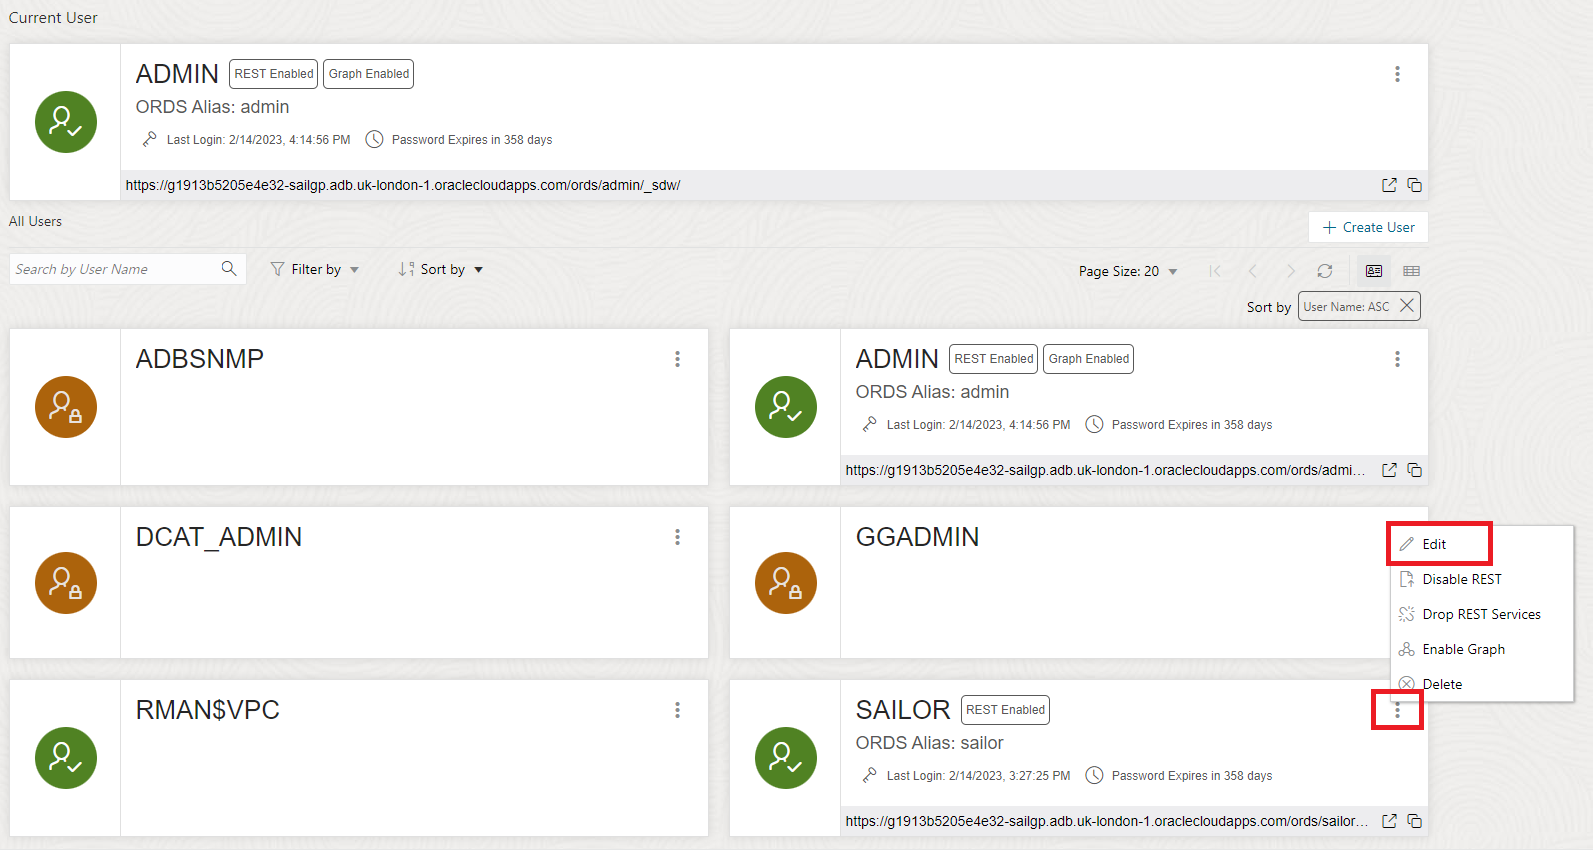 Current User
ADMIN REST Enabled Graph Enabled
ORDS Alias: admin
Last Login: 2/14/2023, 4:14:56 PM Password Expires in 358 days
https://g1913b5205e4e32-sailgp.adb.uk-london-1.oraclecloudapps.com/ords/admin/_sdw/
All Users
Create User
Search by User Name Filter by Sort by Page Size: 20
Sort by User Name: ASC
ADBSNMP
ADMIN REST Enabled Graph Enabled
ORDS Alias: admin
Last Login: 2/14/2023, 4:14:56 PM Password Expires in 358 days
https://g1913b5205e4e32-sailgp.adb.uk-london-1.oraclecloudapps.com/ords/admi...
DCAT_ADMIN
GGADMIN
Edit
Disable REST
Drop REST Services
Enable Graph
Delete
RMAN$VPC
SAILOR REST Enabled
ORDS Alias: sailor
Last Login: 2/14/2023, 3:27:25 PM Password Expires in 358 days
https://g1913b5205e4e32-sailgp.adb.uk-london-1.oraclecloudapps.com/ords/sailor...